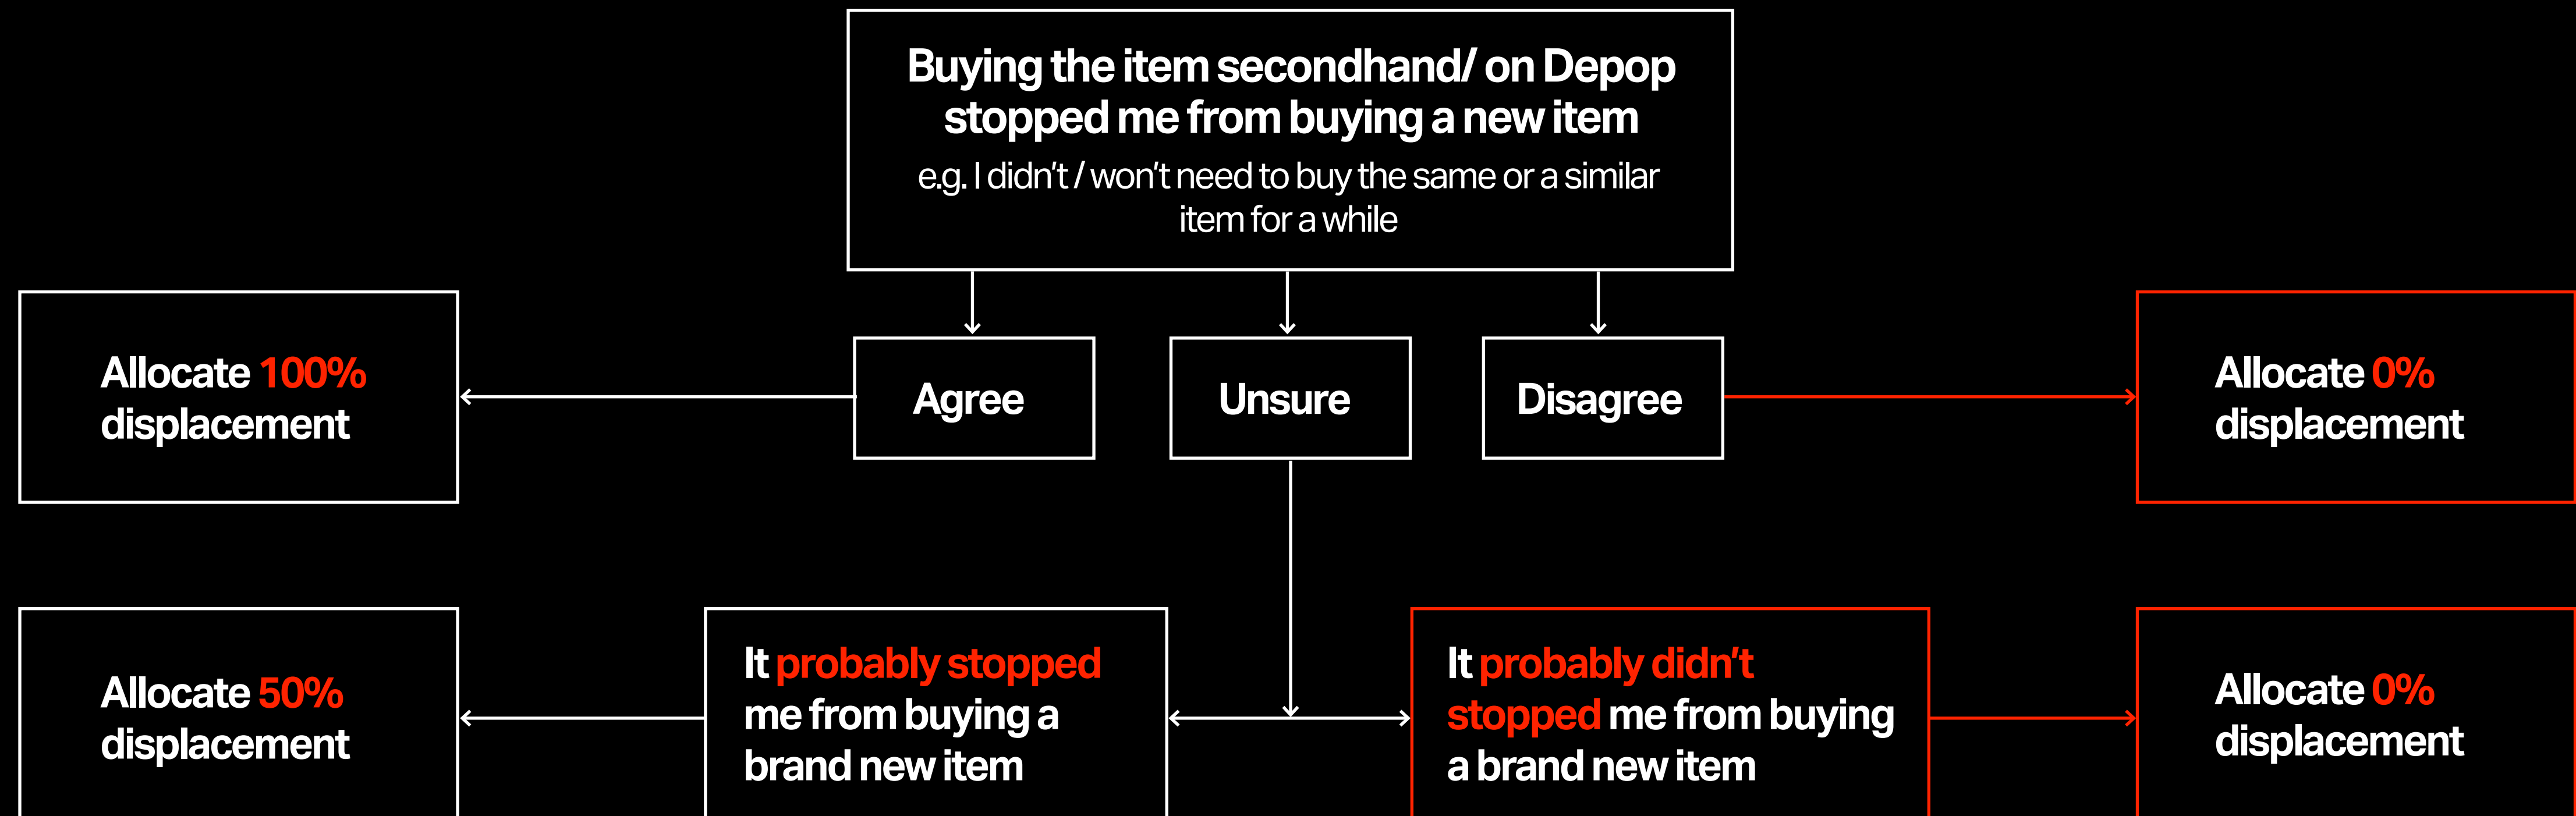 Buying the item secondhand/ on Depop
stopped me from buying a new item
e.g. I didn't / won't need to buy the same or a similar
item for a while
Allocate 100%
displacement
Agree
Unsure
Disagree
Allocate 0%
displacement
Allocate 50%
displacement
It probably stopped
me from buying a
brand new item
It probably didn't
stopped me from buying
a brand new item
Allocate 0%
displacement